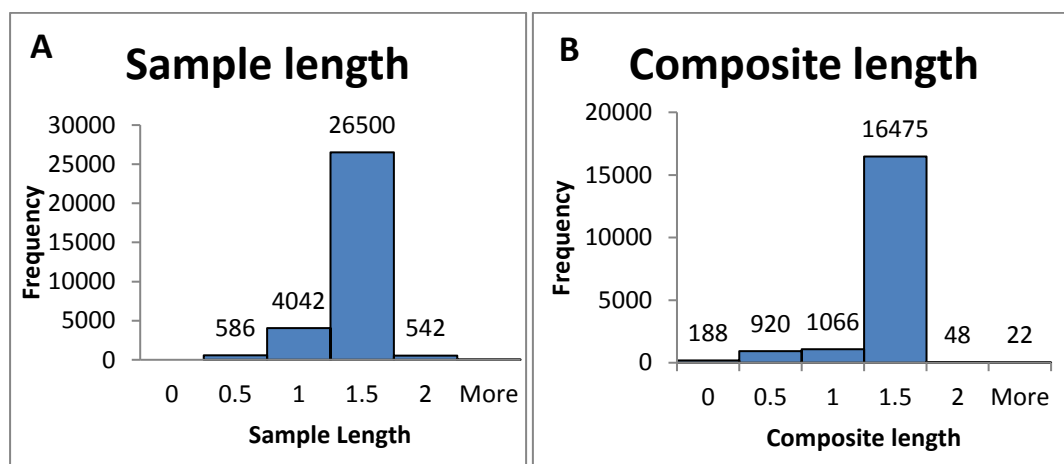 A
Sample length
30000
25000
20000
15000
10000
5000
0
Frequency
586
4042
26500
542
0 0.5 1 1.5 2 More
Sample Length
B
Composite length
20000
15000
10000
5000
0
Frequency
188
920
1066
16475
48
22
0 0.5 1 1.5 2 More
Composite length